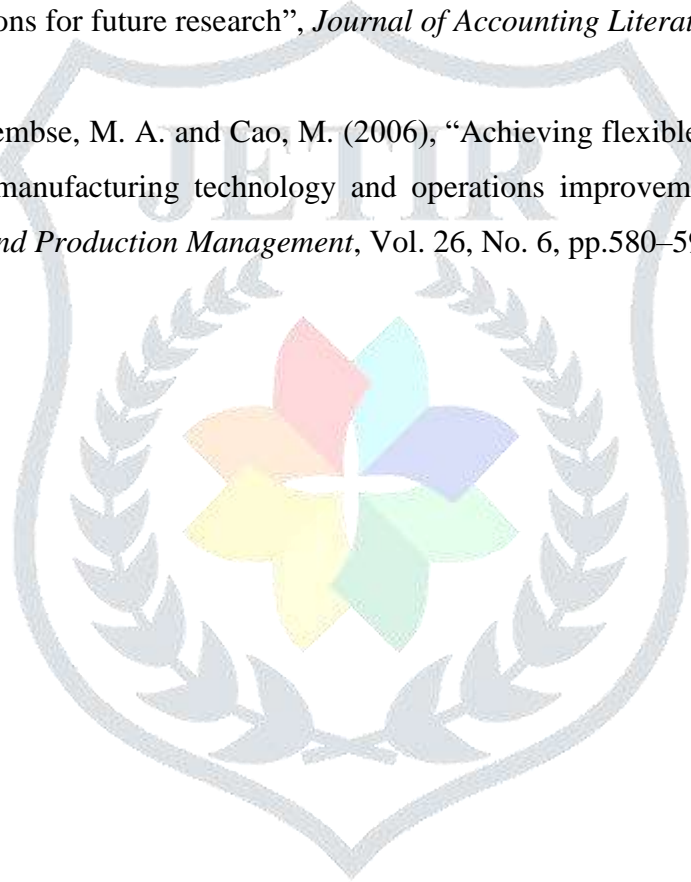 ons for future research”, Journal of Accounting Literat
embse, M. A. and Cao, M. (2006), “Achieving flexible
manufacturing technology and operations improvem
nd Production Management, Vol. 26, No. 6, pp.580–59
JETIR